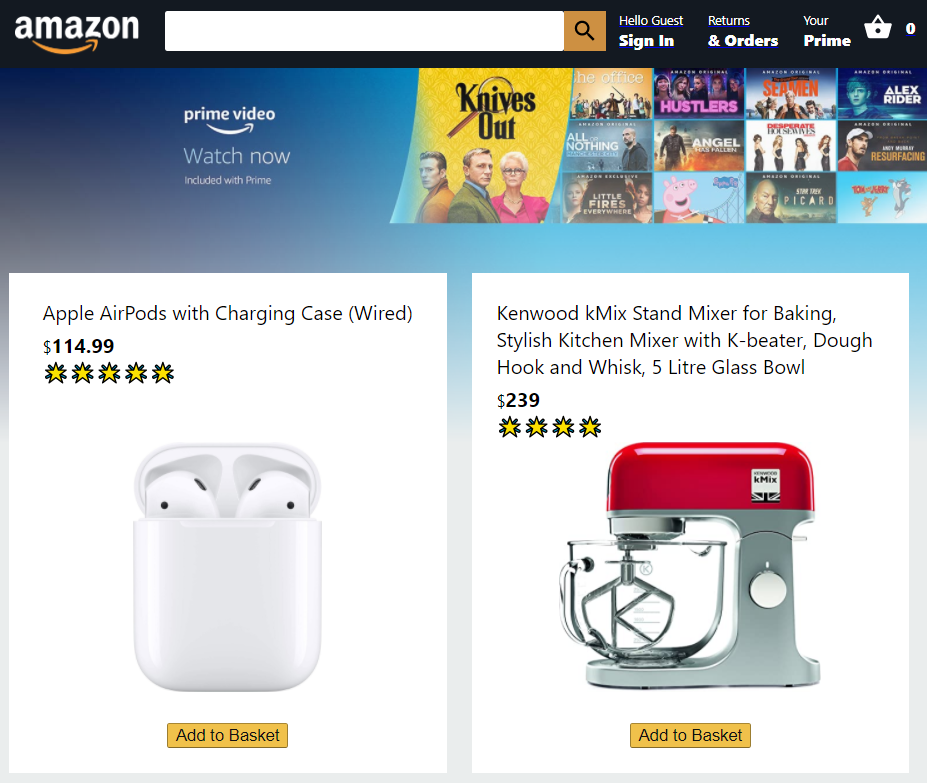 amazon
Hello Guest
Sign In
Returns
& Orders
Your
Prime
0
prime video
Watch now
Included with Prime
Knives
Out
the office
AMAZON ORIGINAL
HUSTLERS
AMAZON ORIGINAL
SEAMEN
AMAZON ORIGINAL
ALEX
RIDER
AMAZON ORIGINAL
ALL OR
NOTHING
ANGEL
HAS FALLEN
DESPERATE
HOUSEWIVES
AMAZON ORIGINAL
ANDY MURRAY
RESURFACING
AMAZON EXCLUSIVE
LITTLE
FIRES
EVERYWHERE
AMAZON ORIGINAL
STAR TREK
PICARD
TOM AND JERRY
Apple AirPods with Charging Case (Wired)
$114.99
Kenwood kMix Stand Mixer for Baking,
Stylish Kitchen Mixer with K-beater, Dough
Hook and Whisk, 5 Litre Glass Bowl
$239
KENWOOD
kMix
K
Add to Basket
Add to Basket